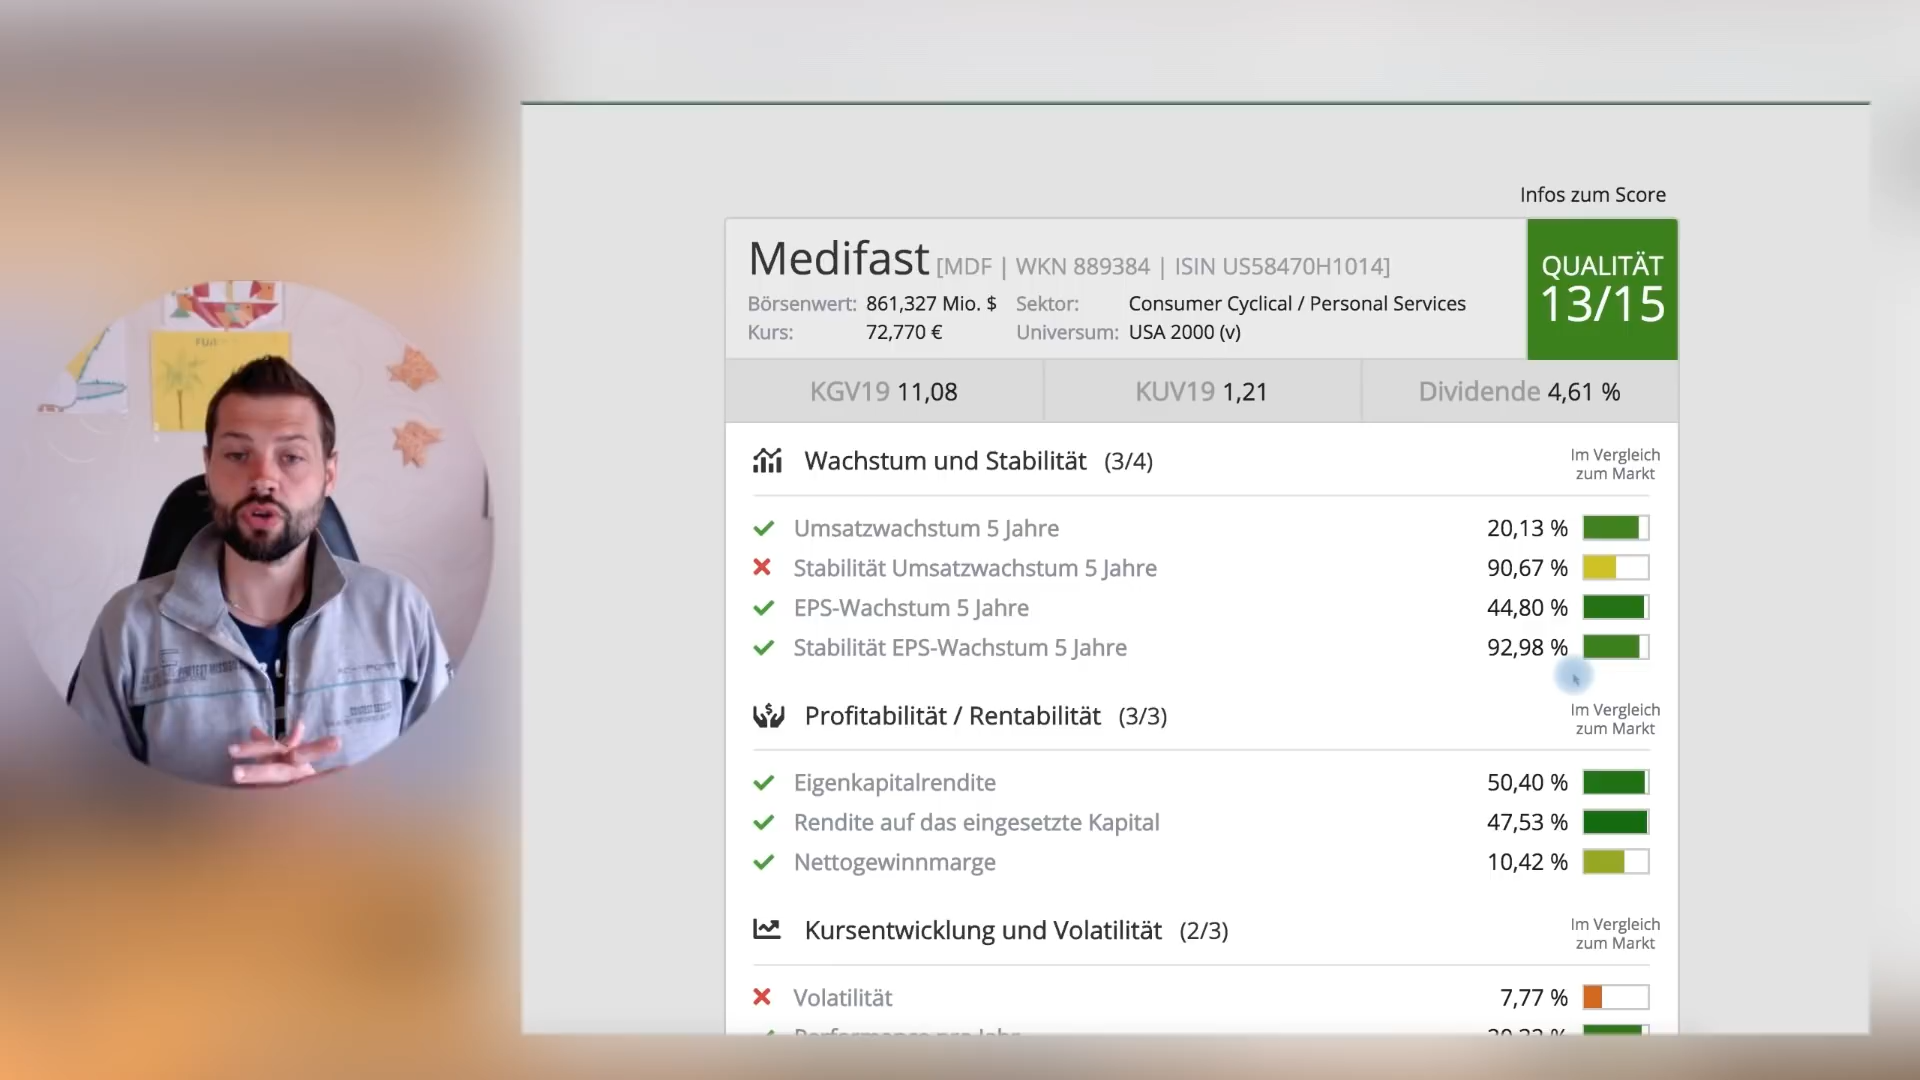 Infos zum Score
Medifast [MDF | WKN 889384 | ISIN US58470H1014]
Börsenwert: 861,327 Mio. $ Sektor: Consumer Cyclical / Personal Services
Kurs: 72,770 € Universum: USA 2000 (v)
QUALITÄT
13/15
KGV19 11,08 KUV19 1,21 Dividende 4,61 %
Wachstum und Stabilität (3/4) Im Vergleich
zum Markt
Umsatzwachstum 5 Jahre 20,13 %
Stabilität Umsatzwachstum 5 Jahre 90,67 %
EPS-Wachstum 5 Jahre 44,80 %
Stabilität EPS-Wachstum 5 Jahre 92,98 %
Profitabilität / Rentabilität (3/3) Im Vergleich
zum Markt
Eigenkapitalrendite 50,40 %
Rendite auf das eingesetzte Kapital 47,53 %
Nettogewinnmarge 10,42 %
Kursentwicklung und Volatilität (2/3) Im Vergleich
zum Markt
Volatilität 7,77 %
Performance pro Jahr